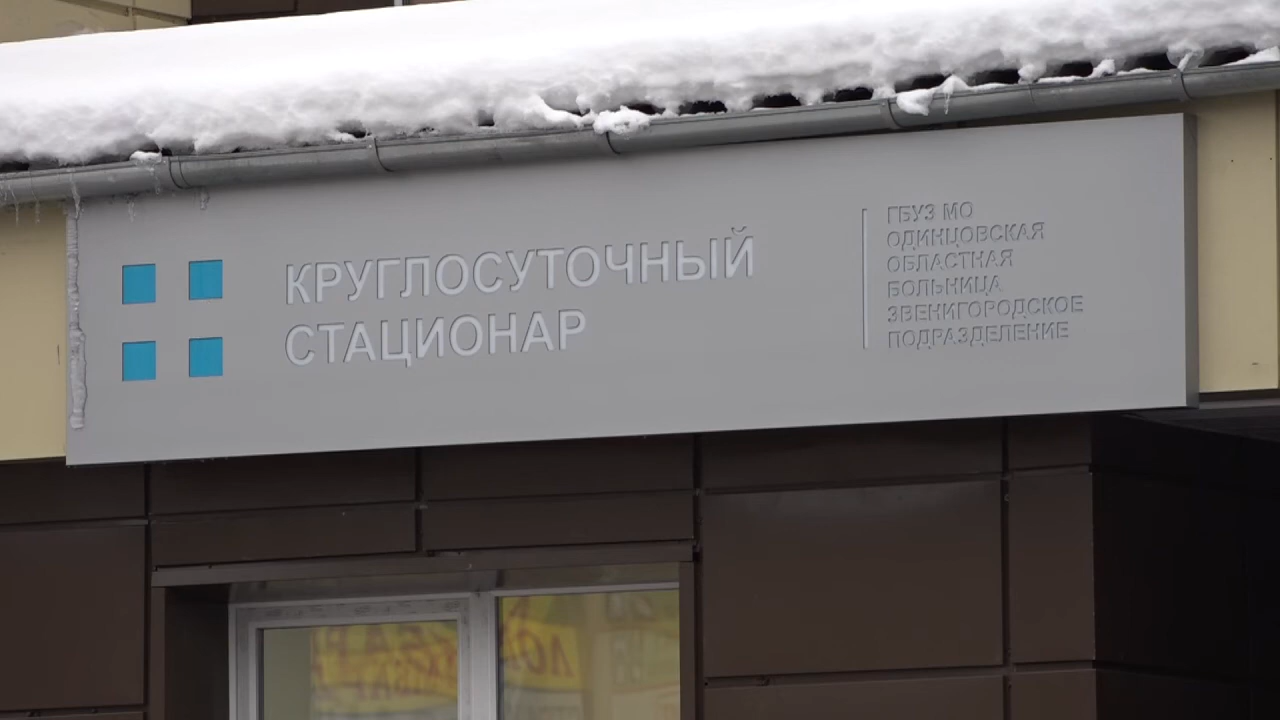 КРУГЛОСУТОЧНЫЙ
СТАЦИОНАР
ГБУЗ МО
ОДИНЦОВСКАЯ
ОБЛАСТНАЯ
БОЛЬНИЦА
ЗВЕНИГОРОДСКОЕ
ПОДРАЗДЕЛЕНИЕ